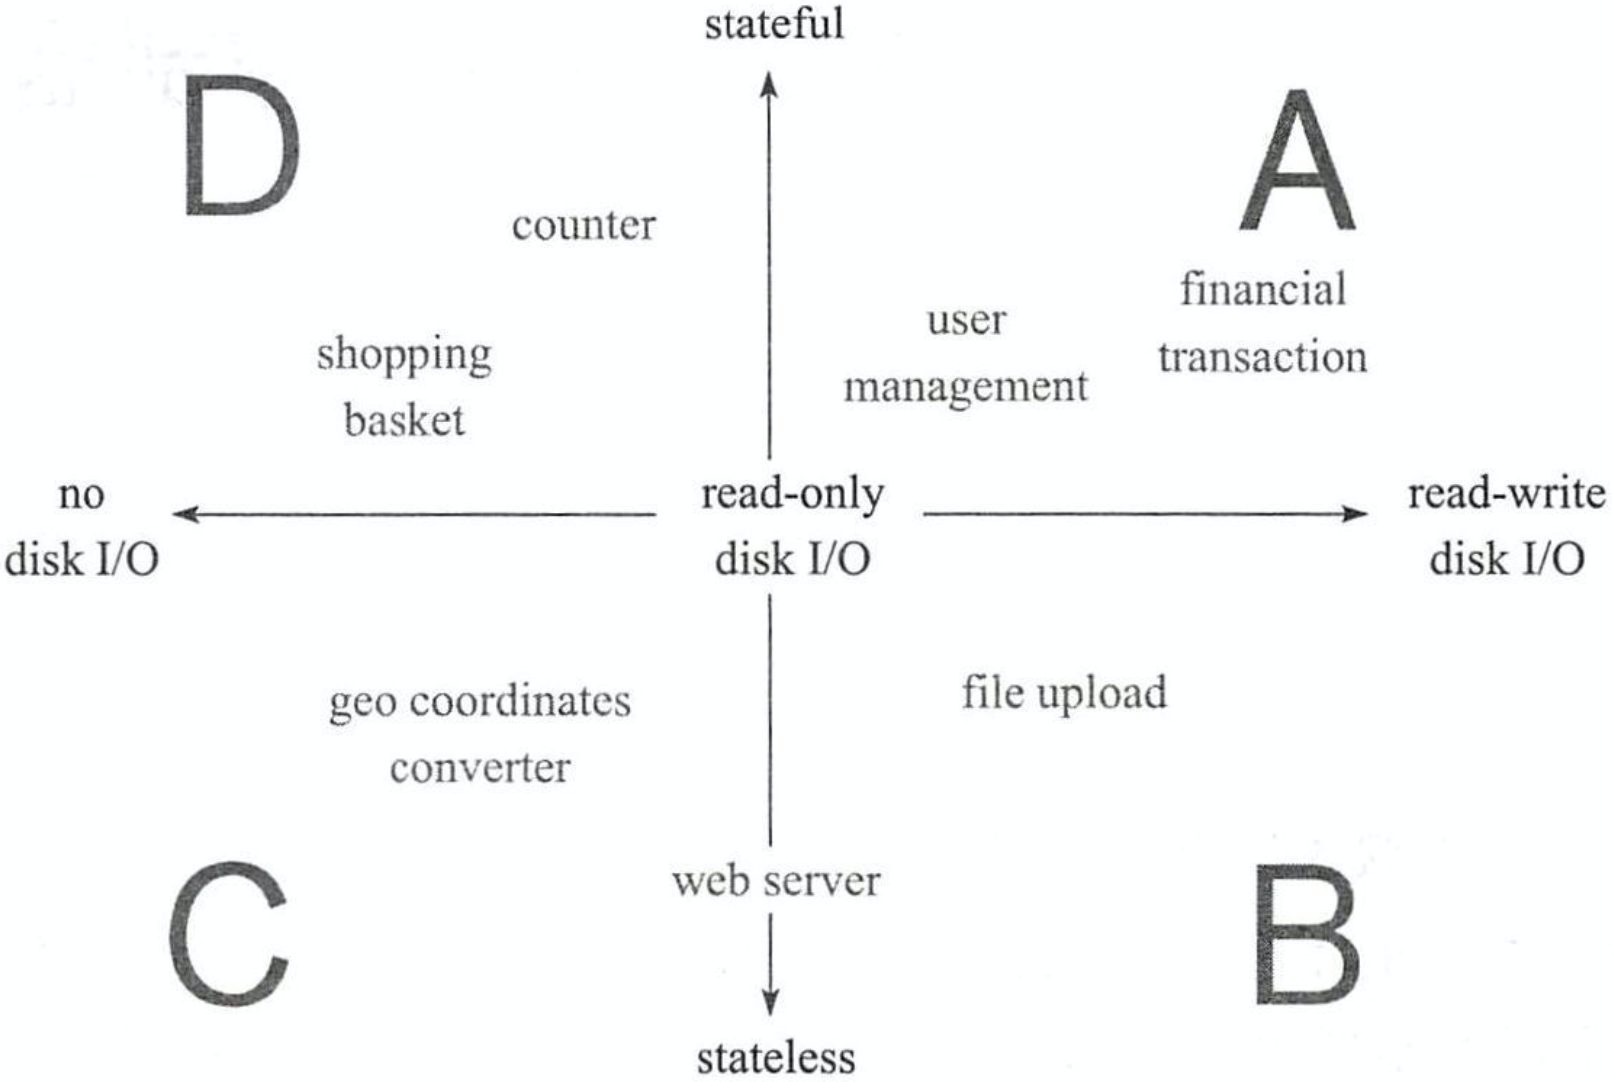 stateful
D
A
counter
financial
transaction
user
management
shopping
basket
no
disk I/O
read-only
disk I/O
read-write
disk I/O
geo coordinates
converter
file upload
C
web server
B
stateless